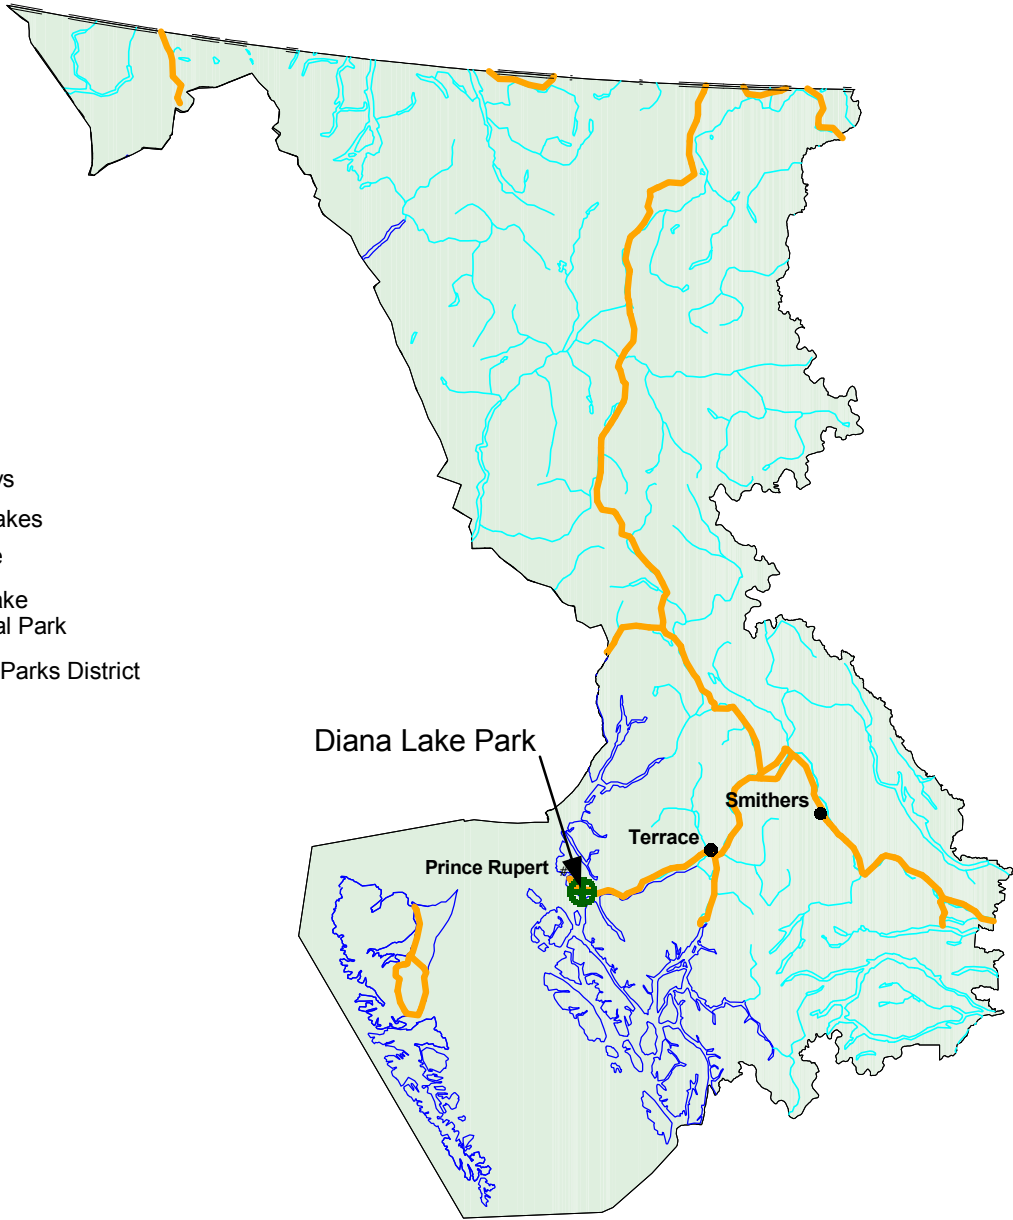 ys
akes
e
ake
al Park
Parks District
Diana Lake Park
Smithers
Terrace
Prince Rupert